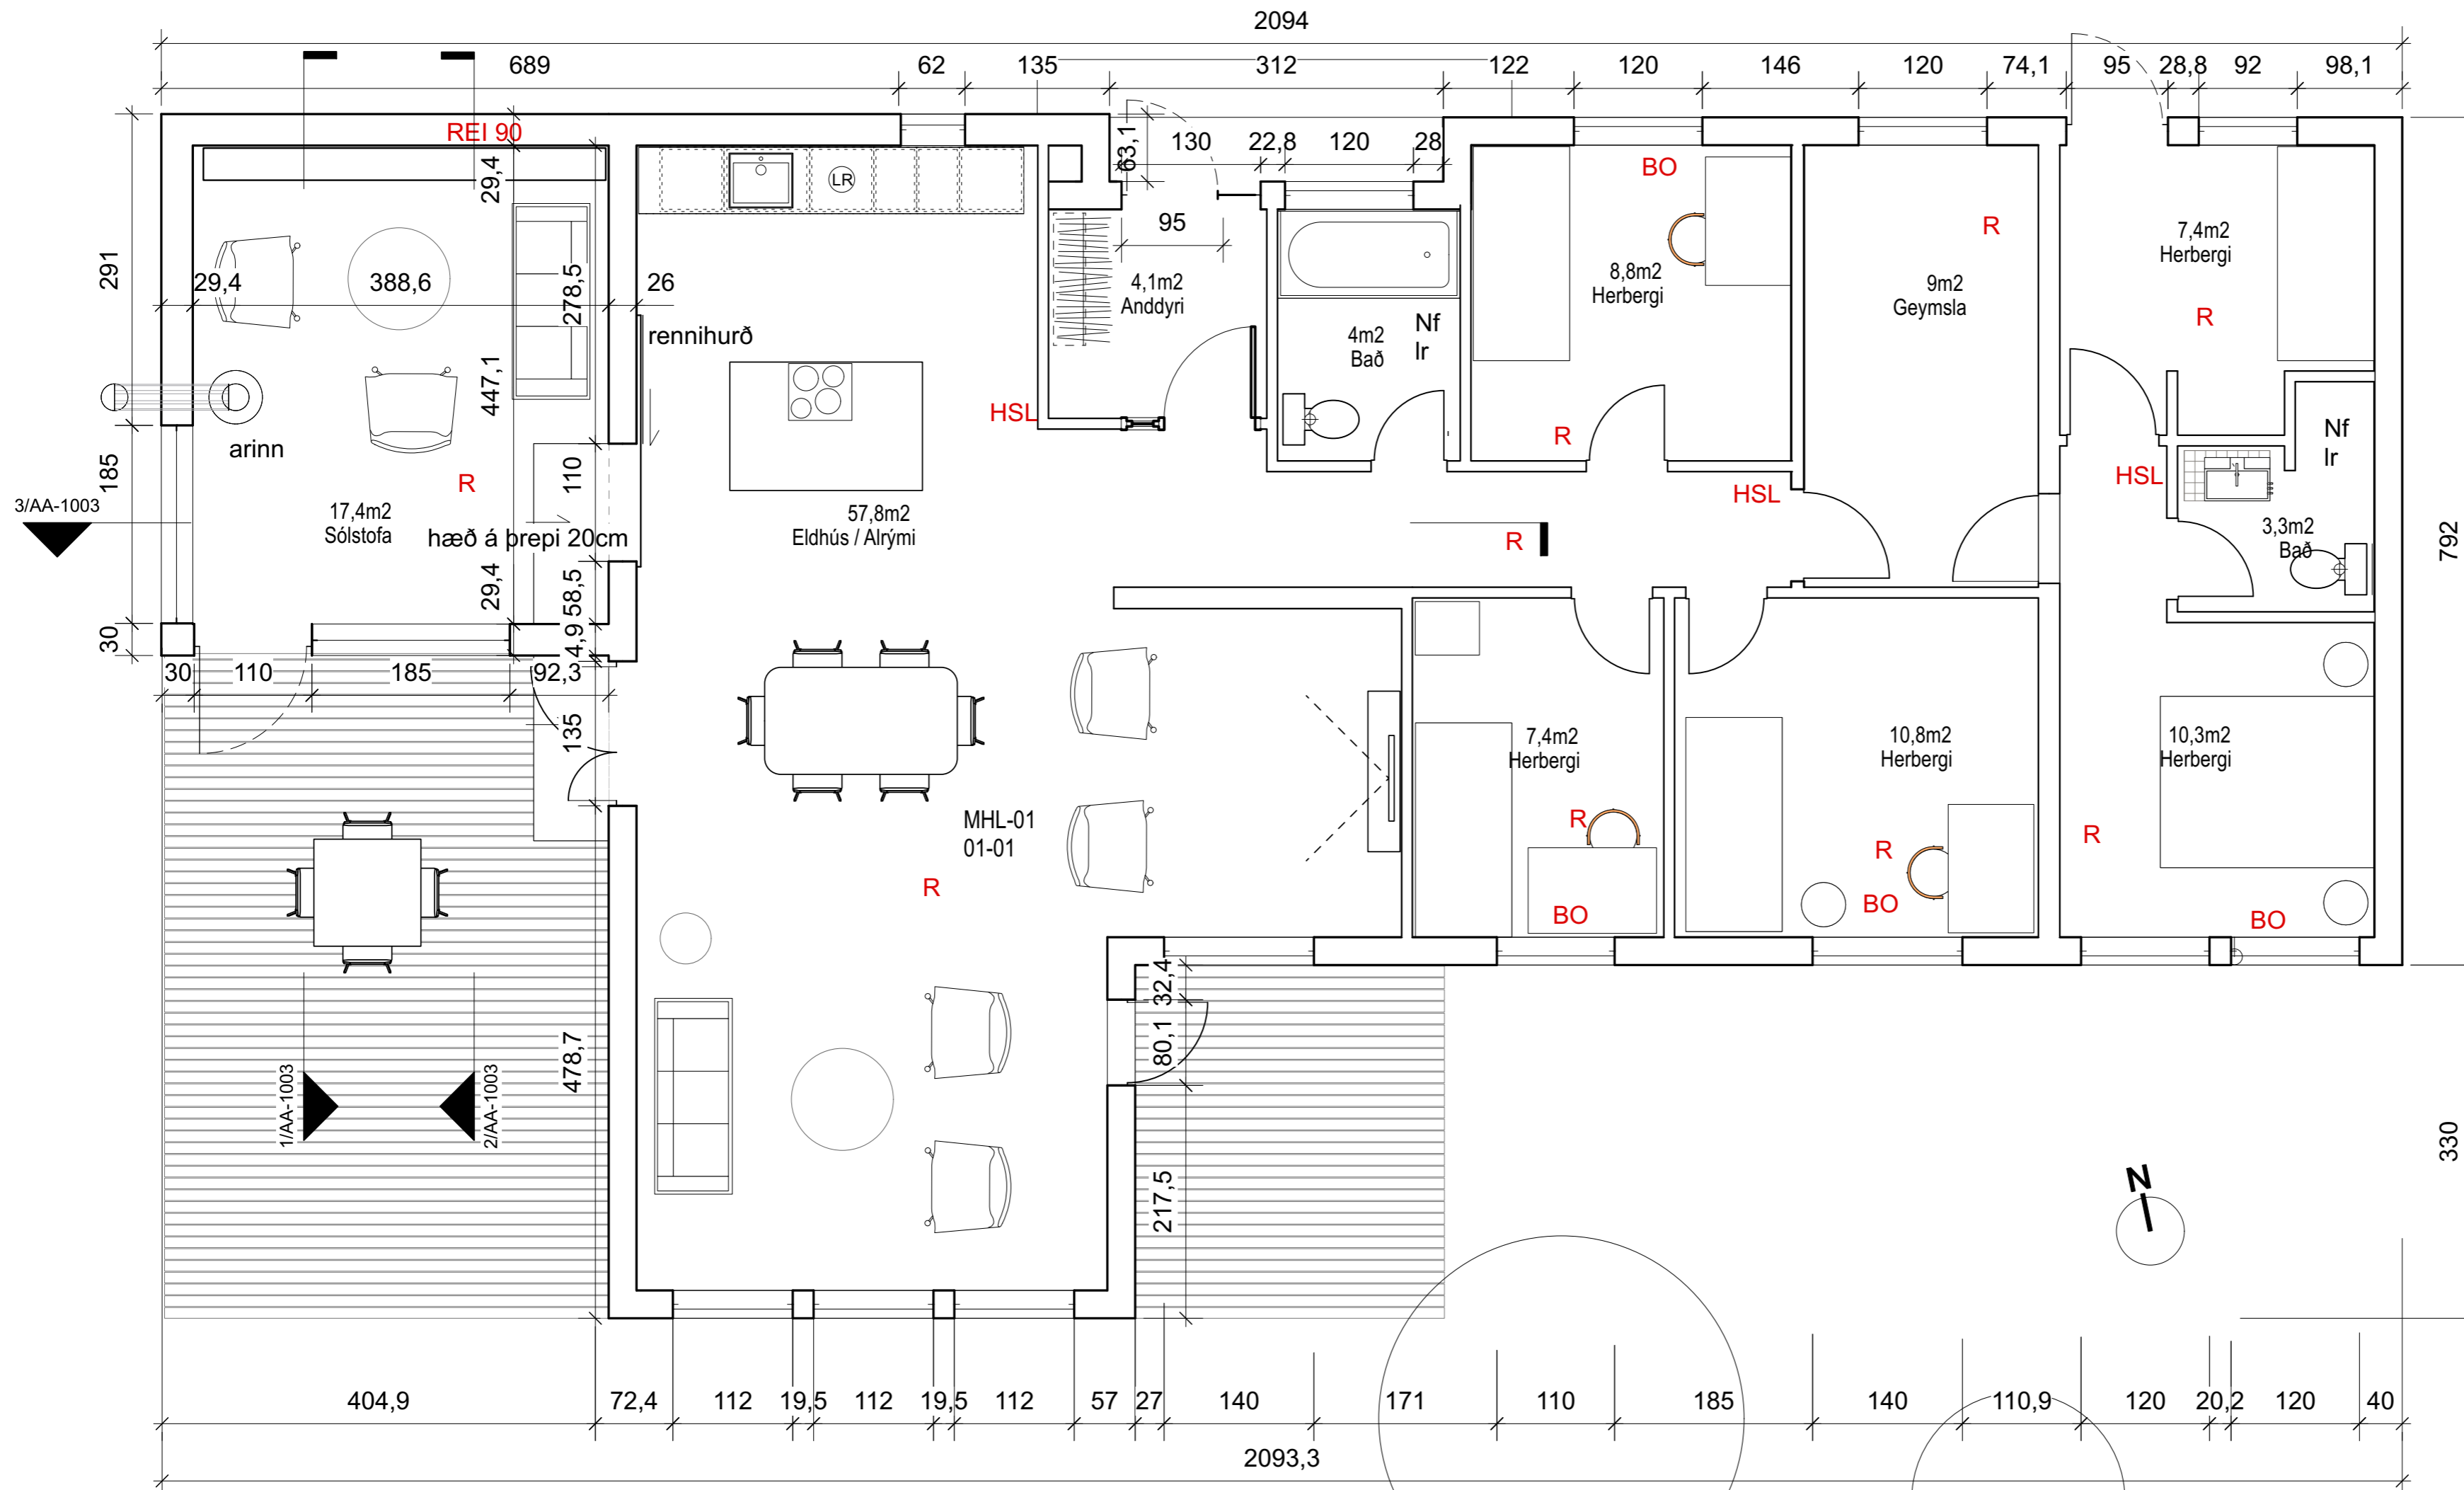 2094
689 62 135 312 122 120 146 120 74,1 95 28,8 92 98,1
REI 90
63,1
130 22,8 120 28
29,4
BO
LR
95
R
7,4m2
Herbergi
291
29,4 388,6 278,5 26
4,1m2
Anddyri
8,8m2
Herbergi
9m2
Geymsla
rennihurð
4m2
Bað
Nf
Ir
R
447,1
HSL
arinn
R
Nf
Ir
185
R
110
HSL
HSL
3/AA-1003
17,4m2
Sólstofa
hæð á þrepi 20cm
57,8m2
Eldhús / Alrými
R
3,3m2
Bað
792
29,4
58,5
4,9
30
30 110 185 92,3
135
7,4m2
Herbergi
10,8m2
Herbergi
10,3m2
Herbergi
MHL-01
01-01
R
R
R
R
BO
BO
BO
32,4
80,1
478,7
1/AA-1003
2/AA-1003
217,5
330
N
404,9 72,4 112 19,5 112 19,5 112 57 27 140 171 110 185 140 110,9 120 20,2 120 40
2093,3